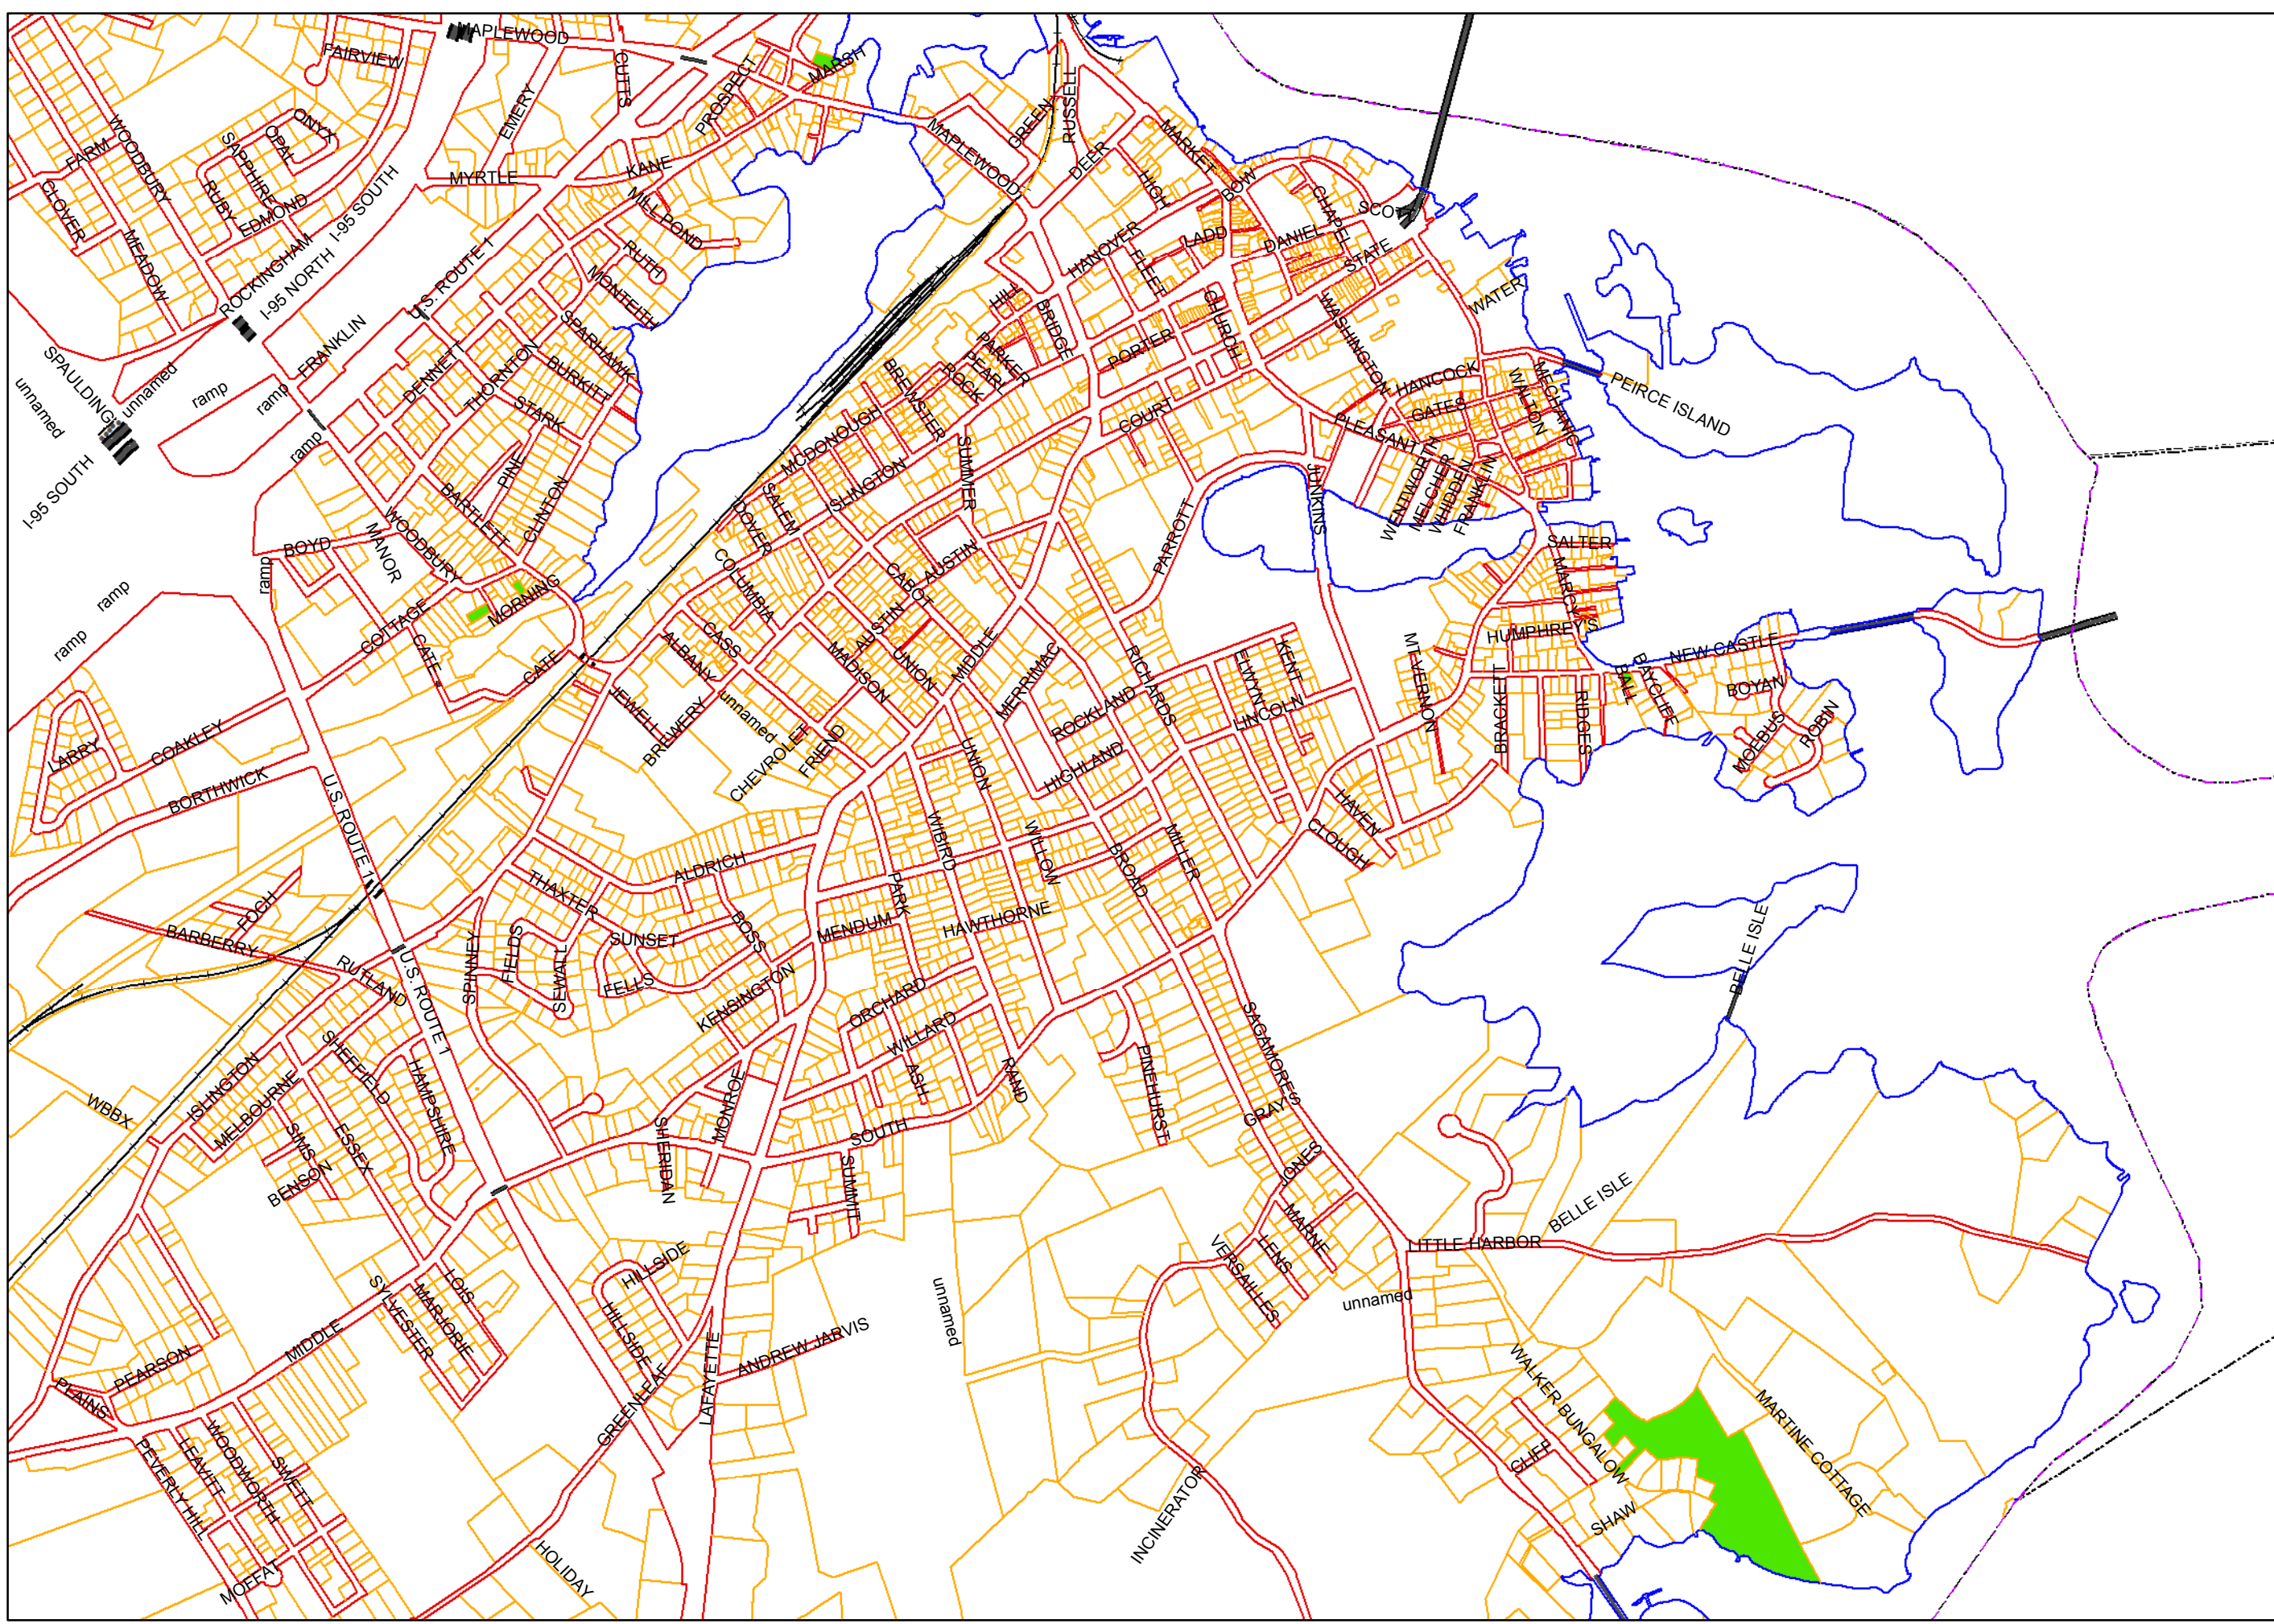 MAPLEWOOD
FAIRVIEW
CUTTS
MARSH
PROSPECT
EMERY
ONYX
OPAL
SAPPHIRE
RUBY
EDMOND
WOODBURY
FARM
CLOVER
MEADOW
ROCKINGHAM
I-95 NORTH
I-95 SOUTH
MYRTLE
KANE
MILL POND
RUTH
MONTEITH
MAPLEWOOD
GREEN
RUSSELL
DEER
MARKET
HIGH
BOW
CHAPEL
SCOTT
HANOVER
LADD
DANIEL
STATE
FLEET
WATER
U.S. ROUTE 1
FRANKLIN
SPAULDING
unnamed
unnamed
ramp
ramp
ramp
I-95 SOUTH
DENNETT
THORNTON
SPARHAWK
BURKITT
STARK
PINE
BARTLETT
CLINTON
HILL
BRIDGE
PARKER
PEARL
ROCK
BREWSTER
PORTER
CHURCH
WASHINGTON
HANCOCK
GATES
WALTON
MECHANIC
PEIRCE ISLAND
COURT
PLEASANT
MCDONOUGH
ISLINGTON
SUMMER
SALEM
DOVER
WENTWORTH
MELCHER
WHIDDEN
FRANKLIN
JUNKINS
PARROTT
SALTER
MARCY
BOYD
MANOR
WOODBURY
ramp
ramp
ramp
MORNING
COTTAGE
CATE
CATE
COLUMBIA
CABOT
AUSTIN
AUSTIN
CASS
ALBANY
MADISON
UNION
MIDDLE
MERRIMAC
RICHARDS
ROCKLAND
ELWYN
KENT
LINCOLN
MT VERNON
HUMPHREY'S
BRACKETT
RIDGES
BALL
BAYCLIFF
NEW CASTLE
BOYAN
MOEBUS
ROBIN
JEWELL
BREWERY
unnamed
CHEVROLET
FRIEND
LARRY
COAKLEY
BORTHWICK
U.S. ROUTE 1
UNION
HIGHLAND
WIBIRD
WILLOW
HAVEN
CLOUGH
MILLER
BROAD
ALDRICH
THAXTER
PARK
MENDUM
HAWTHORNE
FOCH
BARBERRY
RUTLAND
U.S. ROUTE 1
SPINNEY
FIELDS
SEWALL
SUNSET
FELLS
BOSS
KENSINGTON
ORCHARD
WILLARD
ASH
RAND
PINEHURST
SAGAMORES
GRAY'S
JONES
BELLE ISLE
WBBX
ISLINGTON
SHEFFIELD
MELBOURNE
HAMPSHIRE
SIMS
ESSEX
BENSON
MONROE
SHERIDAN
SOUTH
SUMMIT
MARNE
LENS
VERSAILLES
BELLE ISLE
LITTLE HARBOR
unnamed
unnamed
HILLSIDE
HILLSIDE
LOIS
MARJORIE
SYLVESTER
MIDDLE
PEARSON
PLAINS
GREENLEAF
LAFAYETTE
ANDREW JARVIS
WALKER BUNGALOW
MARTINE COTTAGE
CLIFF
SHAW
INCINERATOR
PEVERLY HILL
LEAVITT
WOODWORTH
SWETT
MOFFAT
HOLIDAY